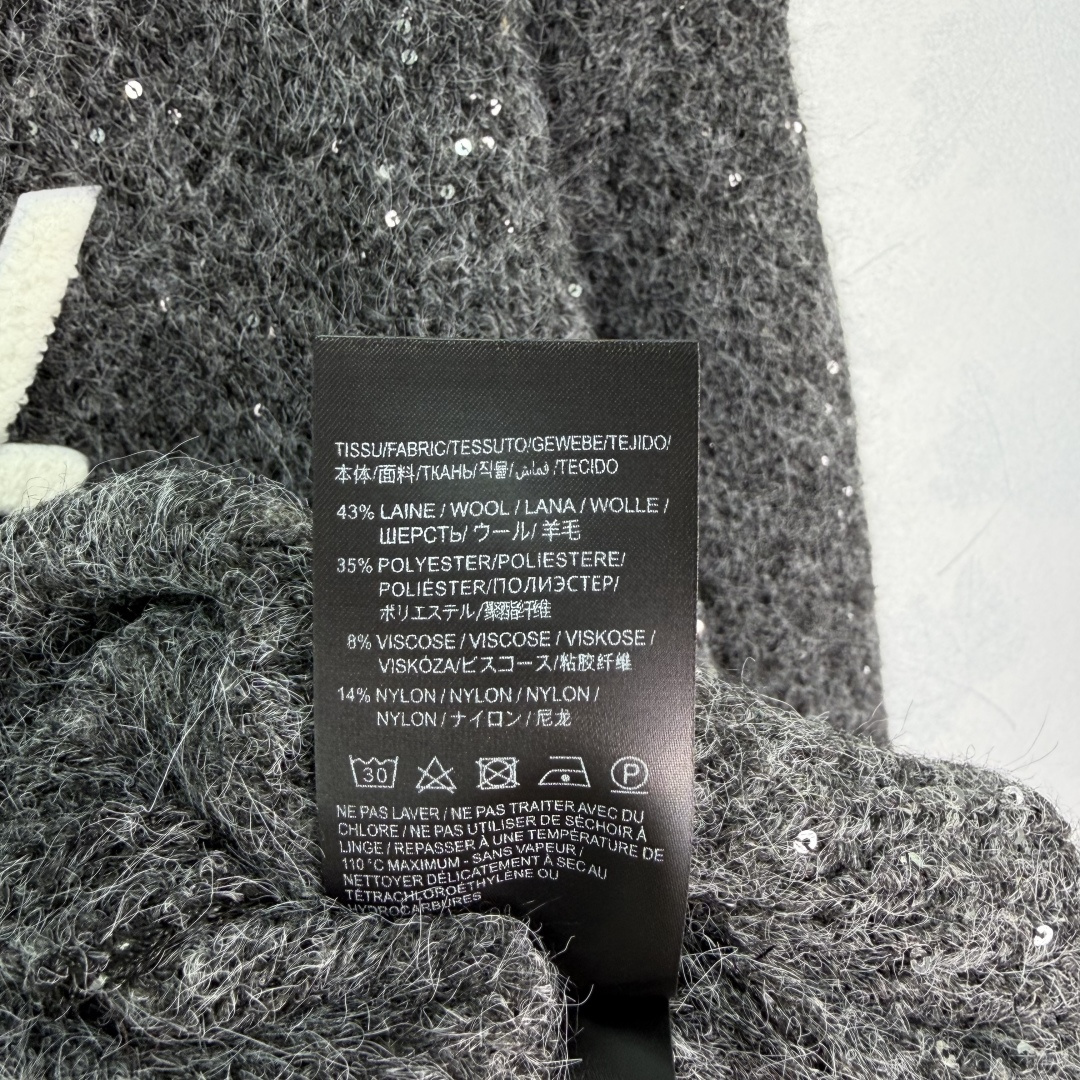 TISSU/FABRIC/TESSUTO/GEWEBE/TEJIDO/
本体/面料/ТКАНЬ/직물/قماش/TECIDO
43% LAINE / WOOL / LANA / WOLLE /
ШЕРСТЬ/ ウール/ 羊毛
35% POLYESTER/POLIESTERE/
POLIÉSTER/ПОЛИЭСТЕР/
ポリエステル/聚酯纤维
8% VISCOSE / VISCOSE / VISKOSE /
VISKÓZA/ビスコース/粘胶纤维
14% NYLON / NYLON / NYLON /
NYLON / ナイロン / 尼龙
30 P
NE PAS LAVER / NE PAS TRAITER AVEC DU
CHLORE / NE PAS UTILISER DE SÉCHOIR À
LINGE / REPASSER À UNE TEMPÉRATURE DE
110 °C MAXIMUM - SANS VAPEUR /
NETTOYER DÉLICATEMENT À SEC AU
TÉTRACHLOROÉTHYLÈNE OU
HYDROCARBURES